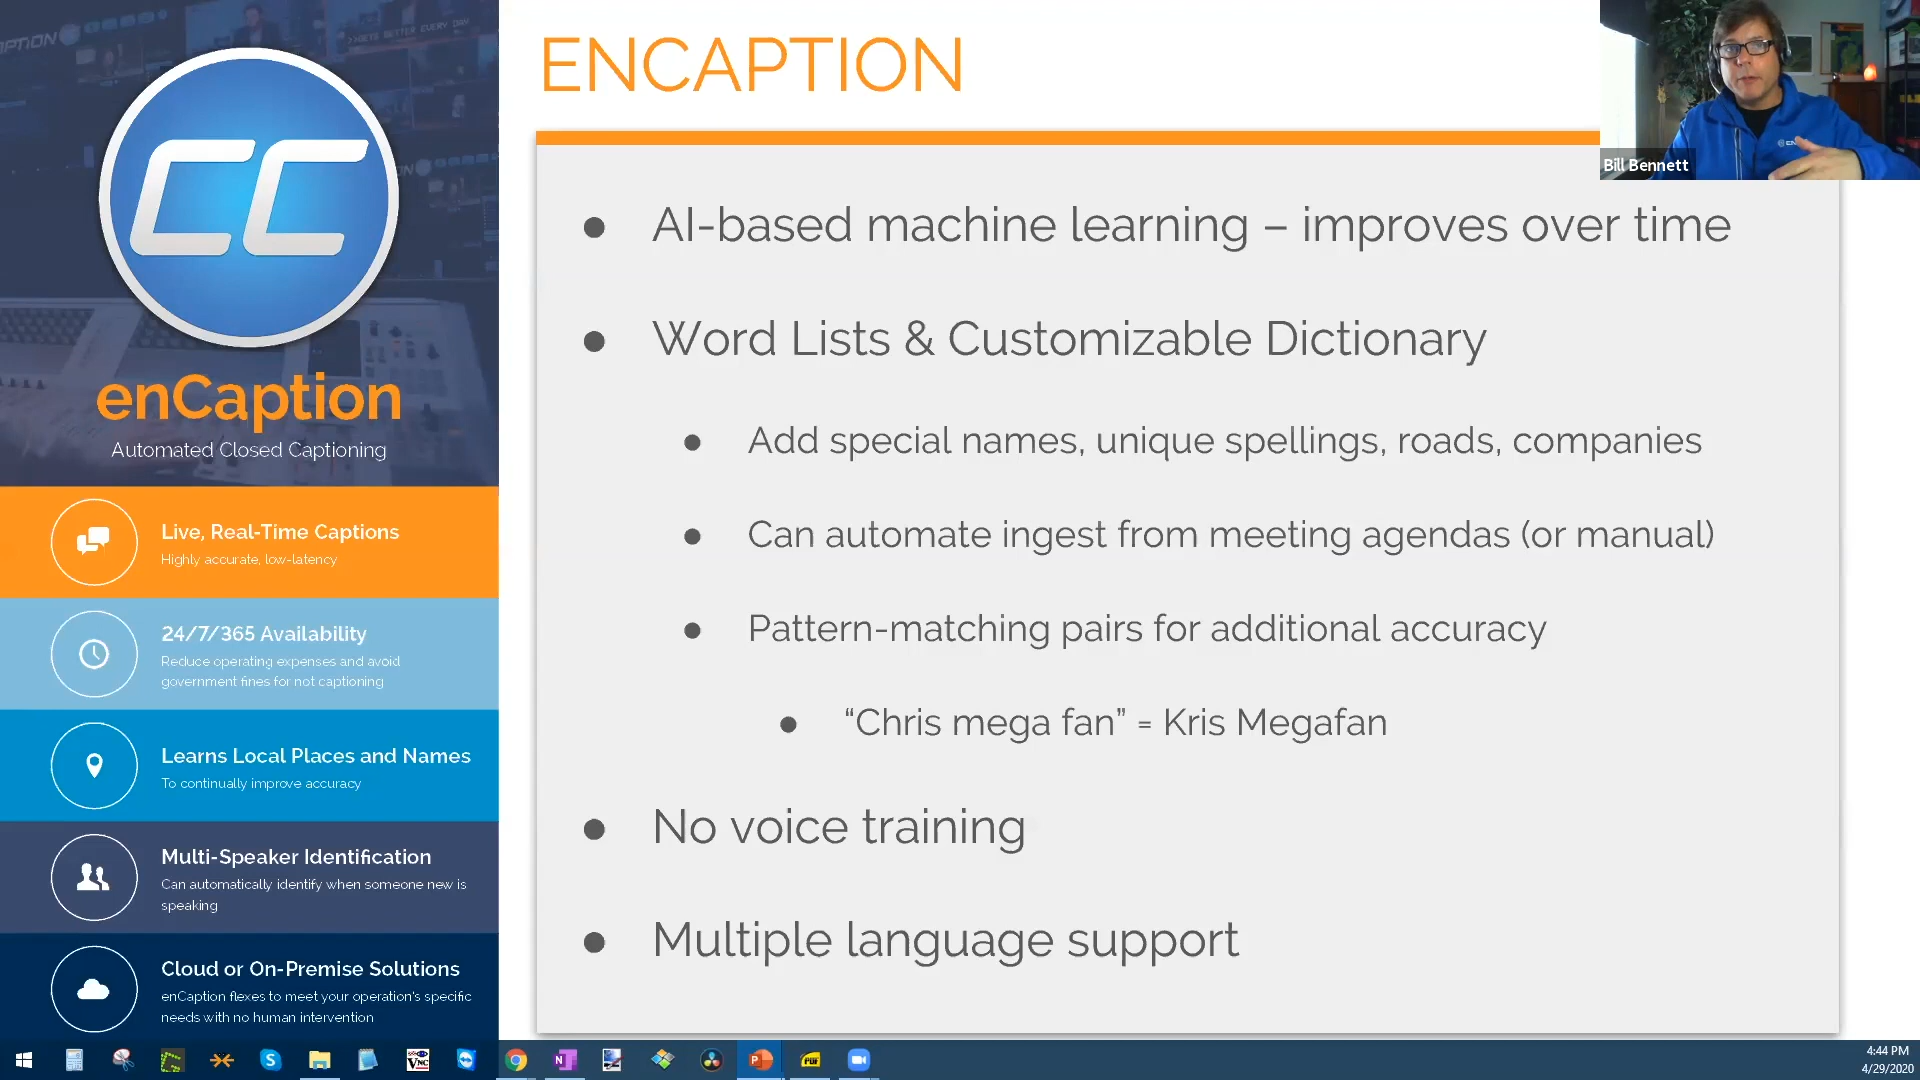 CC
enCaption
Automated Closed Captioning
Live, Real-Time Captions
Highly accurate, low-latency
24/7/365 Availability
Reduce operating expenses and avoid
government fines for not captioning
Learns Local Places and Names
To continually improve accuracy
Multi-Speaker Identification
Can automatically identify when someone new is
speaking
Cloud or On-Premise Solutions
enCaption flexes to meet your operation's specific
needs with no human intervention
ENCAPTION
Bill Bennett
● AI-based machine learning – improves over time
● Word Lists & Customizable Dictionary
● Add special names, unique spellings, roads, companies
● Can automate ingest from meeting agendas (or manual)
● Pattern-matching pairs for additional accuracy
● “Chris mega fan” = Kris Megafan
● No voice training
● Multiple language support
4:44 PM
4/29/2020